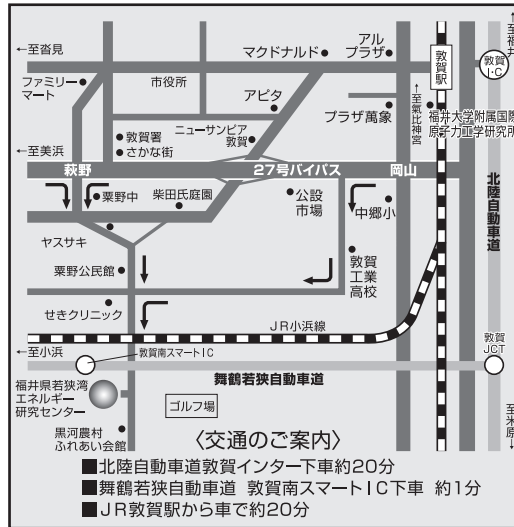 ←至沓見
マクドナルド
アル
プラザ
敦賀駅
敦賀
I・C
←至福井
ファミリー
マート
市役所
アピタ
プラザ萬象
←至氣比神宮
福井大学附属国際
原子力工学研究所
敦賀署
さかな街
ニューサンピア
敦賀
←至美浜
萩野
27号バイパス
岡山
北陸自動車道
粟野中
柴田氏庭園
公設
市場
中郷小
ヤスサキ
粟野公民館
敦賀
工業
高校
せきクリニック
JR小浜線
←至小浜
敦賀南スマートIC
敦賀
JCT
舞鶴若狭自動車道
福井県若狭湾
エネルギー
研究センター
ゴルフ場
至米原→
黒河農村
ふれあい会館
〈交通のご案内〉
■北陸自動車道敦賀インター下車約20分
■舞鶴若狭自動車道 敦賀南スマートIC下車 約1分
■JR敦賀駅から車で約20分